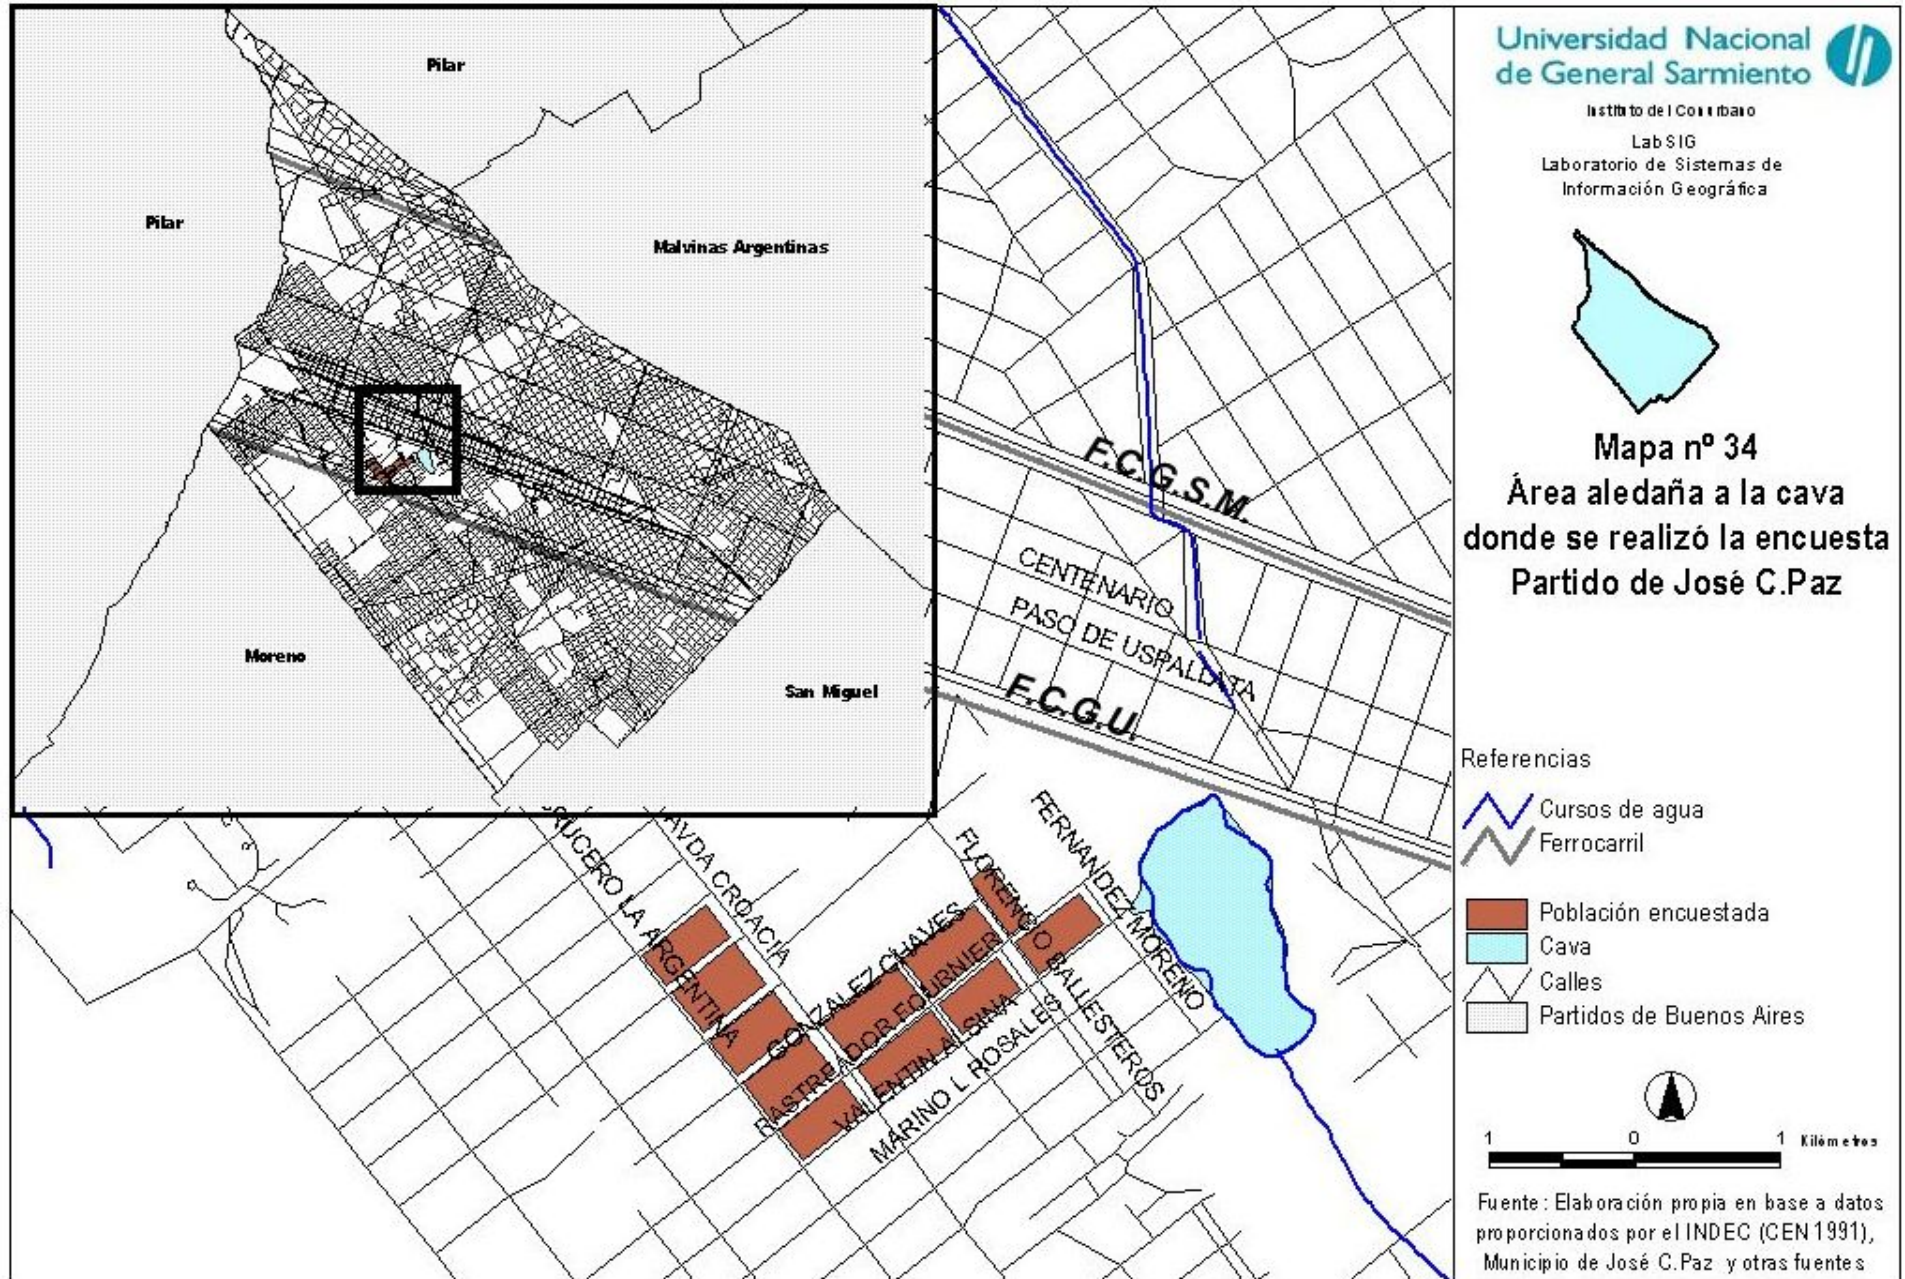 Pilar
Pilar
Malvinas Argentinas
Moreno
San Miguel
F.C.G.S.M.
CENTENARIO
PASO DE USPALLATA
F.C.G.U.
CRUCERO LA ARGENTINA
AVDA CROACIA
FLORENCIO BALLESTEROS
FERNANDEZ MORENO
GONZALEZ CHAVES
RASTREADOR FOURNIER
VALENTIN ALSINA
MARINO L ROSALES
Universidad Nacional
de General Sarmiento
Instituto del Conurbano
LabSIG
Laboratorio de Sistemas de
Información Geográfica
Mapa nº 34
Área aledaña a la cava
donde se realizó la encuesta
Partido de José C.Paz
Referencias
Cursos de agua
Ferrocarril
Población encuestada
Cava
Calles
Partidos de Buenos Aires
1 0 1 Kilómetros
Fuente: Elaboración propia en base a datos
proporcionados por el INDEC (CEN 1991),
Municipio de José C.Paz y otras fuentes